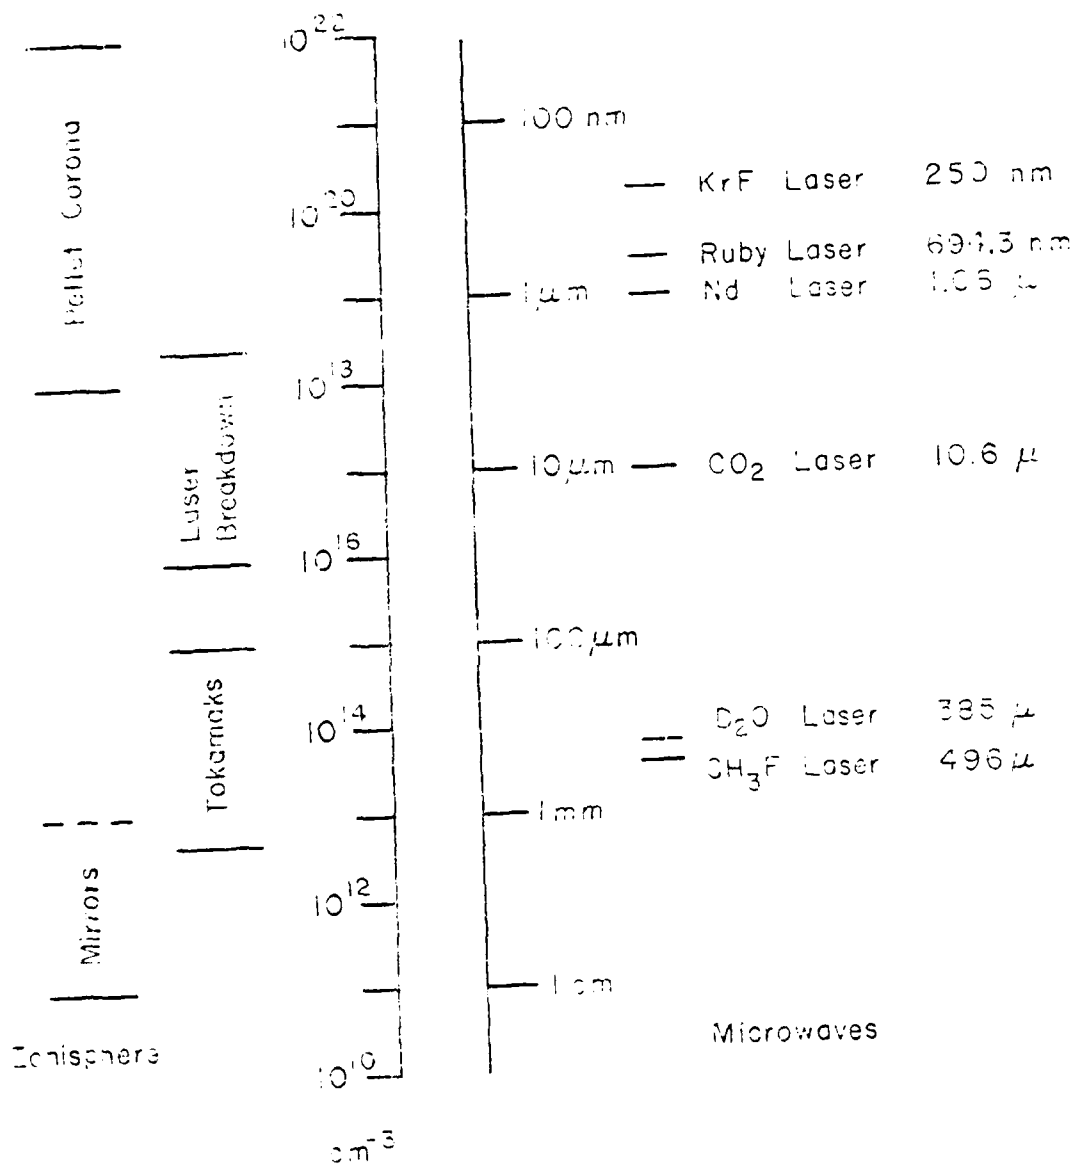 10^22
100 nm
Pellet Corona
KrF Laser 250 nm
10^20
Ruby Laser 694.3 nm
1 μm
Nd Laser 1.06 μ
10^18
Laser Breakdown
10 μm
CO2 Laser 10.6 μ
10^16
100 μm
Tokamaks
10^14
D2O Laser 385 μ
CH3F Laser 496 μ
1 mm
Mirrors
10^12
1 cm
Microwaves
Ionisphere
10^10
cm^-3